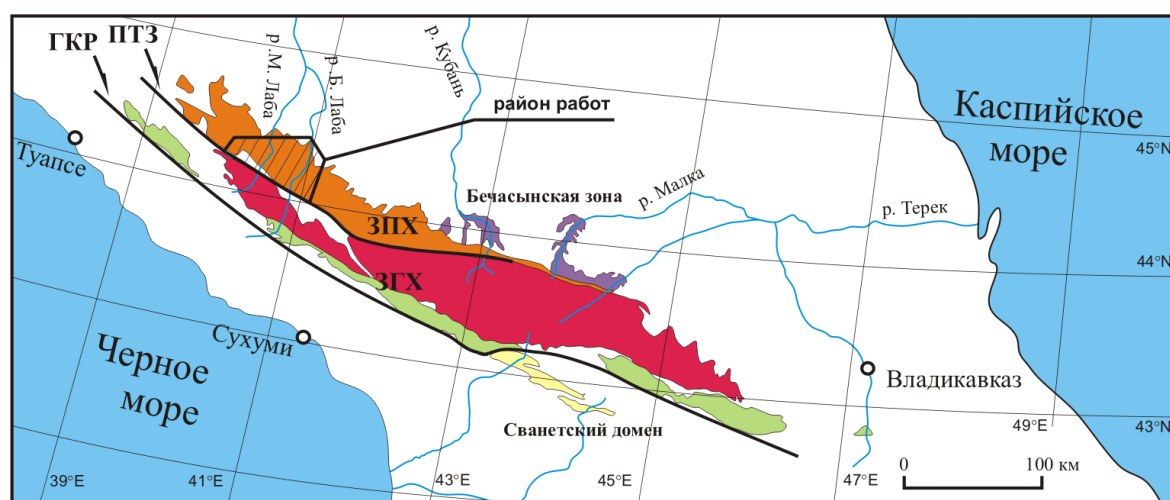 ГКР
ПТЗ
р .М. Лаба
р .Б. Лаба
р. Кубань
район работ
Каспийское
море
45°N
Туапсе
Бечасынская зона
р. Малка
р. Терек
ЗПХ
44°N
ЗГХ
Сухуми
Черное
море
Владикавказ
Сванетский домен
49°E
43°N
39°E
41°E
43°E
45°E
47°E
0
100 км